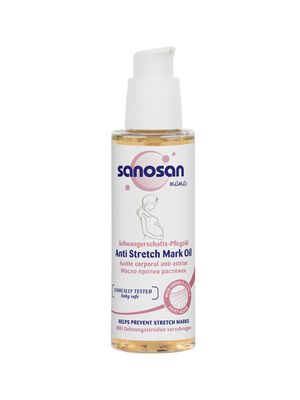 sanosan
mama
Schwangerschafts-Pflegeöl
Anti Stretch Mark Oil
Aceite corporal anti estrías
Масло против растяжек
CLINICALLY TESTED
baby safe
HELPS PREVENT STRETCH MARKS
Hilft Dehnungsstreifen vorzubeugen